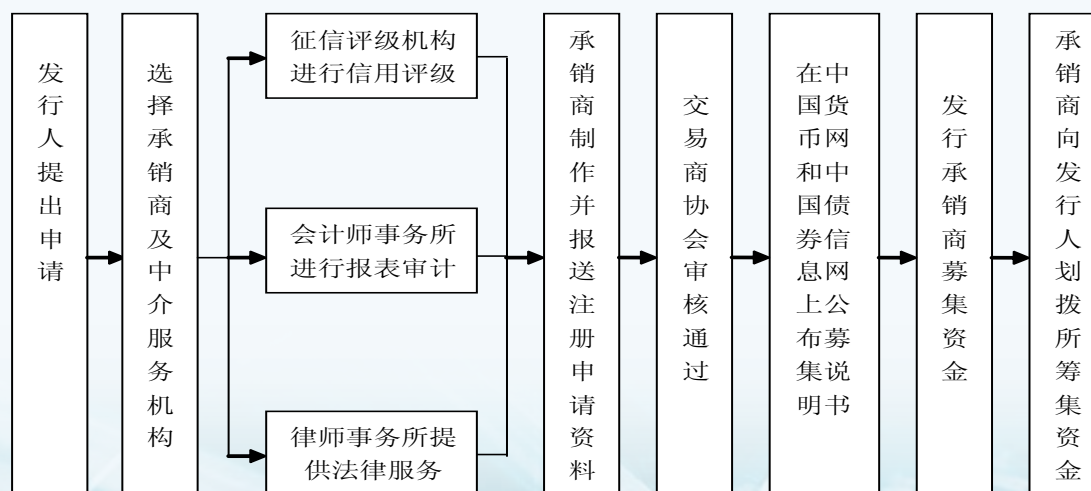 发行人提出申请
选择承销商及中介服务机构
征信评级机构
进行信用评级
会计师事务所
进行报表审计
律师事务所提
供法律服务
承销商制作并报送注册申请资料
交易商协会审核通过
在中
国货
币网
和中
国债
券信
息网
上公
布募
集说
明书
发行承销商募集资金
承销商向发行人划拨所筹集资金